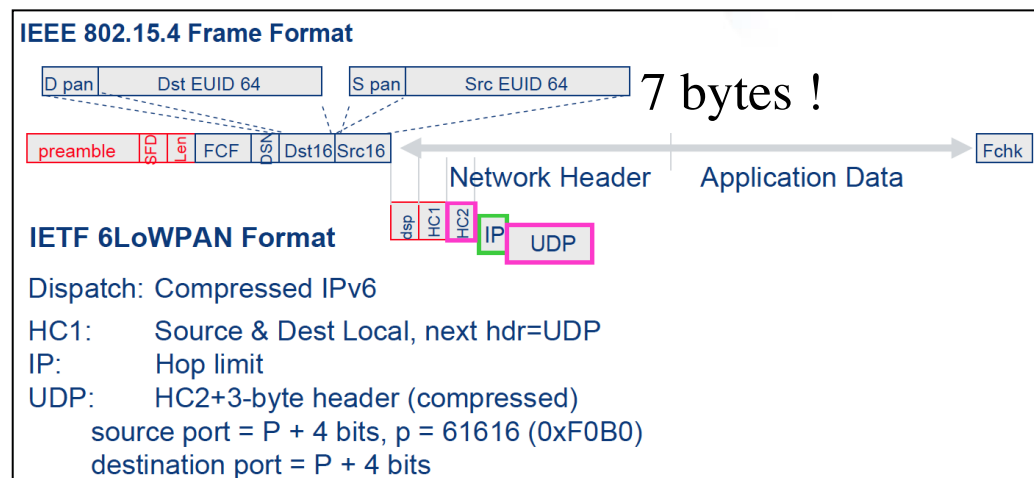 IEEE 802.15.4 Frame Format
D pan Dst EUID 64 S pan Src EUID 64
7 bytes !
preamble SFD Len FCF DSN Dst16 Src16 Fchk
Network Header Application Data
dsp HC1 HC2 IP UDP
IETF 6LoWPAN Format
Dispatch: Compressed IPv6
HC1: Source & Dest Local, next hdr=UDP
IP: Hop limit
UDP: HC2+3-byte header (compressed)
source port = P + 4 bits, p = 61616 (0xF0B0)
destination port = P + 4 bits